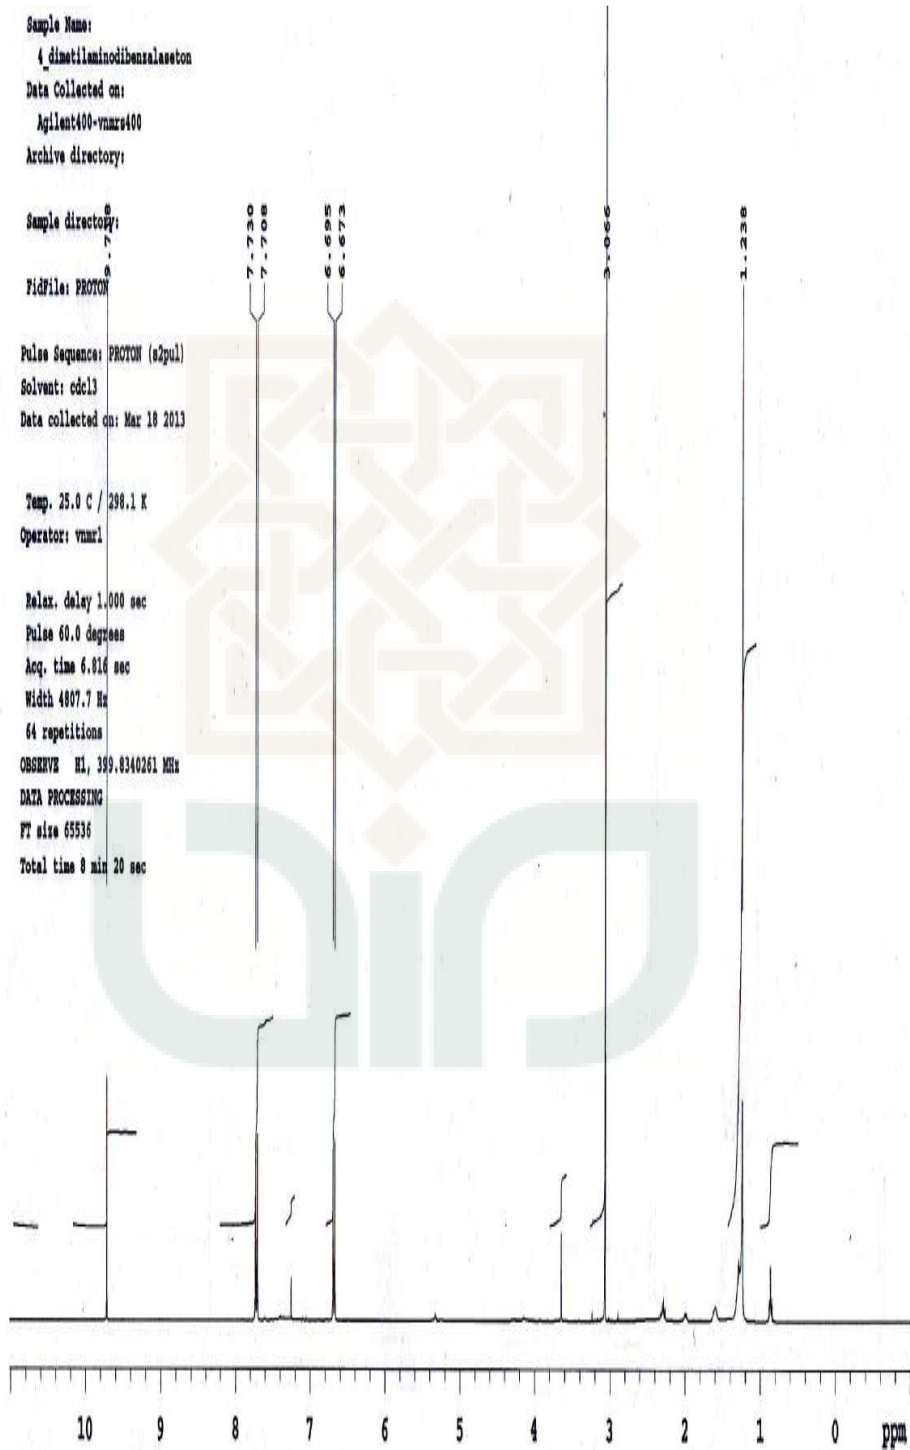 Sample Name:
4_dimetilaminodibenzalaseton
Data Collected on:
Agilent400-vnmrs400
Archive directory:
Sample directory:
FidFile: PROTON
Pulse Sequence: PROTON (s2pul)
Solvent: cdcl3
Data collected on: Mar 18 2013
Temp. 25.0 C / 298.1 K
Operator: vnmr1
Relax. delay 1.000 sec
Pulse 60.0 degrees
Acq. time 6.816 sec
Width 4807.7 Hz
64 repetitions
OBSERVE H1, 399.8340261 MHz
DATA PROCESSING
FT size 65536
Total time 8 min 20 sec
7.730
7.708
6.695
6.673
3.066
1.238
10 9 8 7 6 5 4 3 2 1 0 ppm